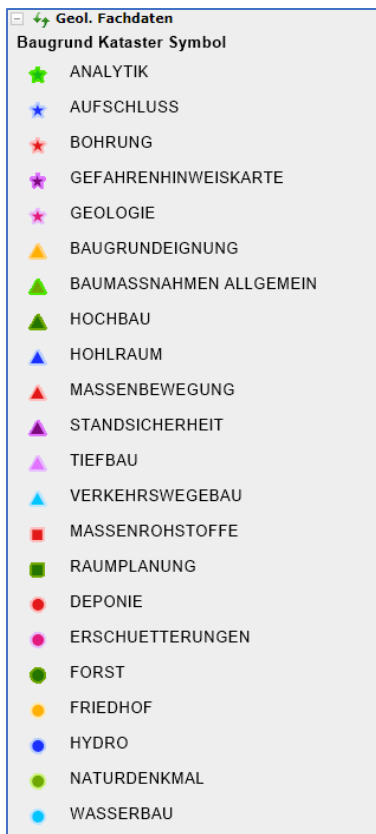 Geol. Fachdaten
Baugrund Kataster Symbol
ANALYTIK
AUFSCHLUSS
BOHRUNG
GEFAHRENHINWEISKARTE
GEOLOGIE
BAUGRUNDEIGNUNG
BAUMASSNAHMEN ALLGEMEIN
HOCHBAU
HOHLRAUM
MASSENBEWEGUNG
STANDSICHERHEIT
TIEFBAU
VERKEHRSWEGEBAU
MASSENROHSTOFFE
RAUMPLANUNG
DEPONIE
ERSCHUETTERUNGEN
FORST
FRIEDHOF
HYDRO
NATURDENKMAL
WASSERBAU